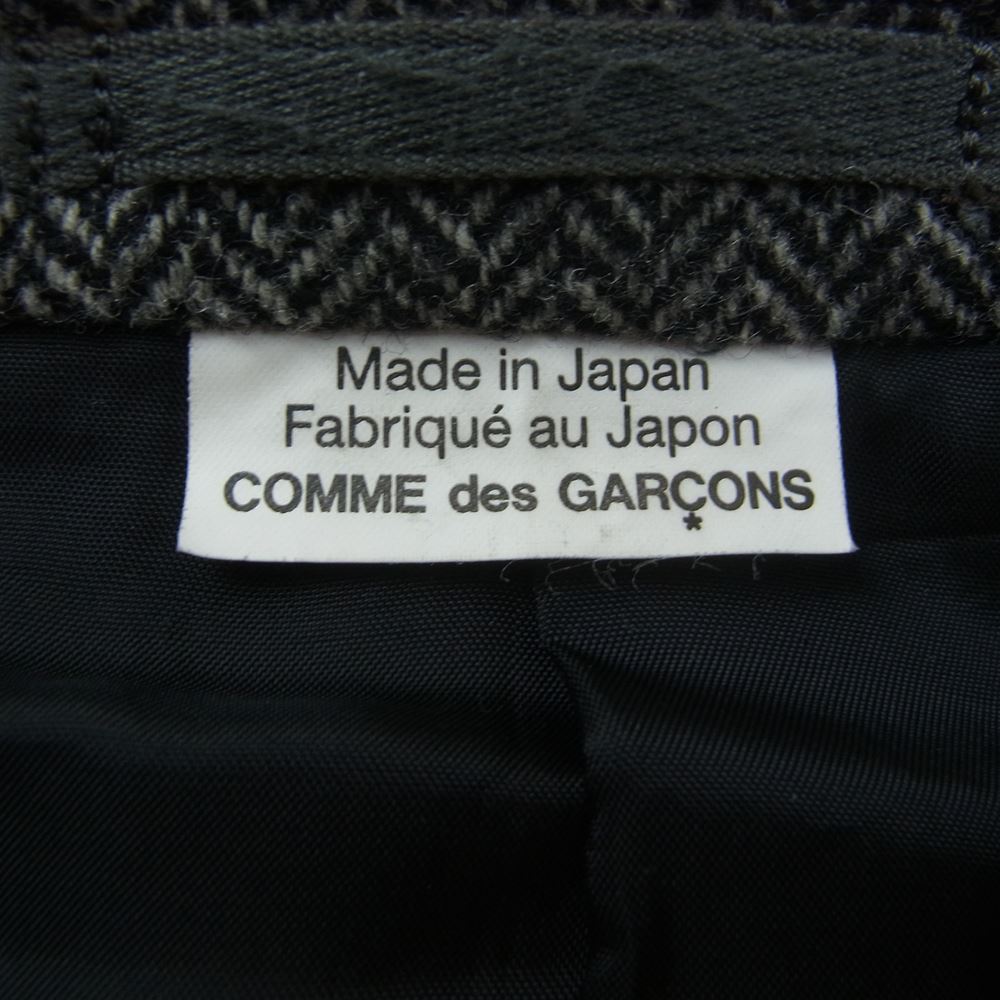 Made in Japan
Fabriqué au Japon
COMME des GARÇONS
*